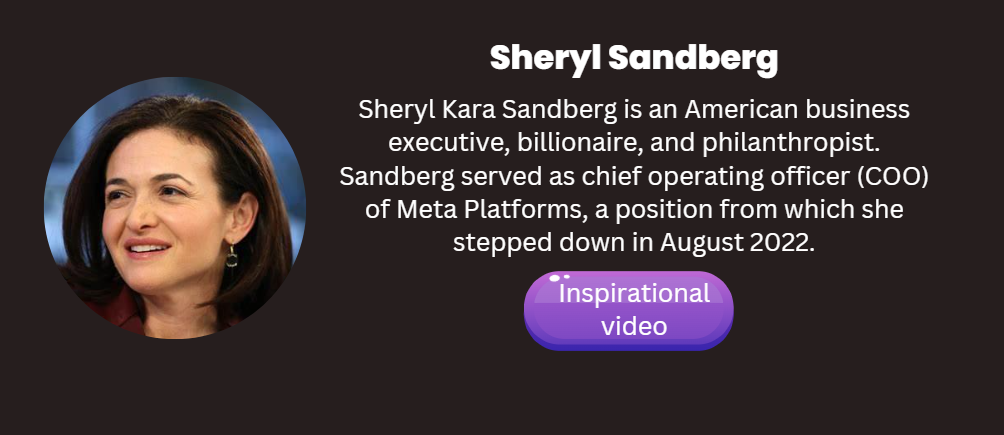 Sheryl Sandberg
Sheryl Kara Sandberg is an American business
executive, billionaire, and philanthropist.
Sandberg served as chief operating officer (COO)
of Meta Platforms, a position from which she
stepped down in August 2022.
Inspirational
video